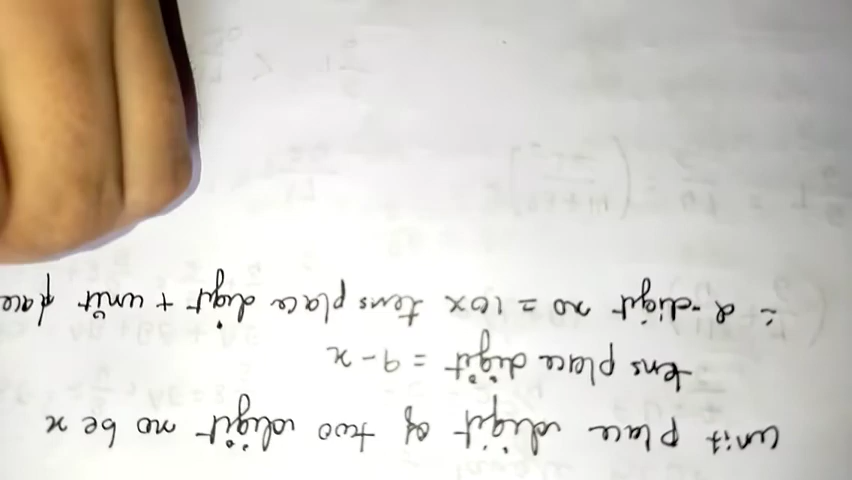 unit place digit of two digit no be x
tens place digit = 9 - x
∴ 2-digit no = 10 x tens place digit + unit place